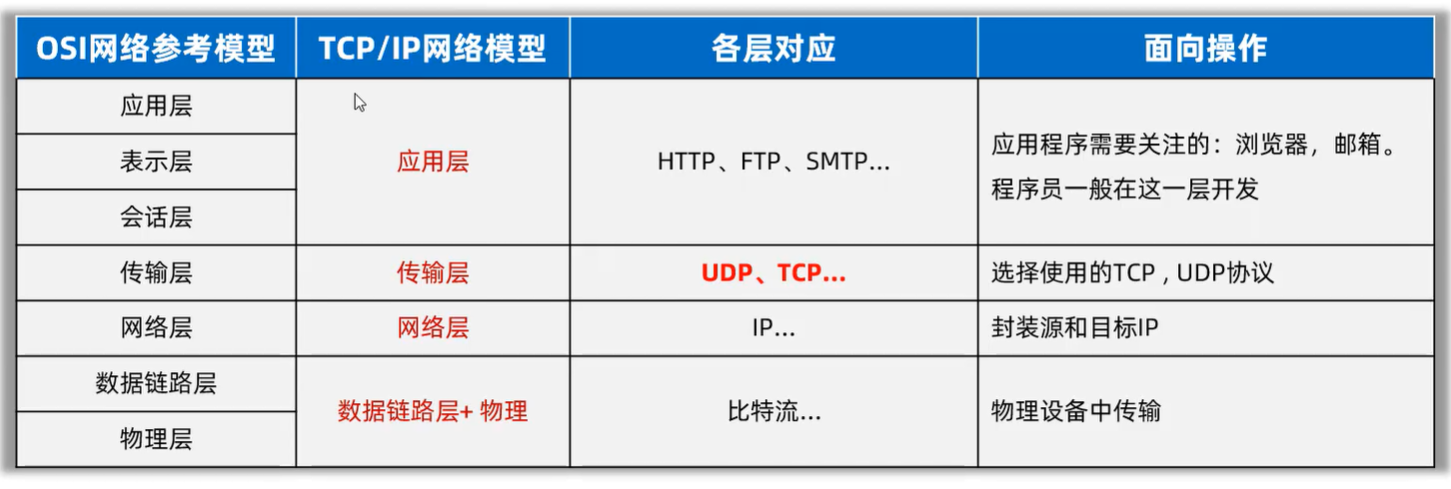 OSI网络参考模型 TCP/IP网络模型 各层对应 面向操作
应用层
表示层
会话层
应用层
HTTP、FTP、SMTP...
应用程序需要关注的：浏览器，邮箱。
程序员一般在这一层开发
传输层 传输层 UDP、TCP... 选择使用的TCP , UDP协议
网络层 网络层 IP... 封装源和目标IP
数据链路层
物理层
数据链路层+ 物理
比特流...
物理设备中传输